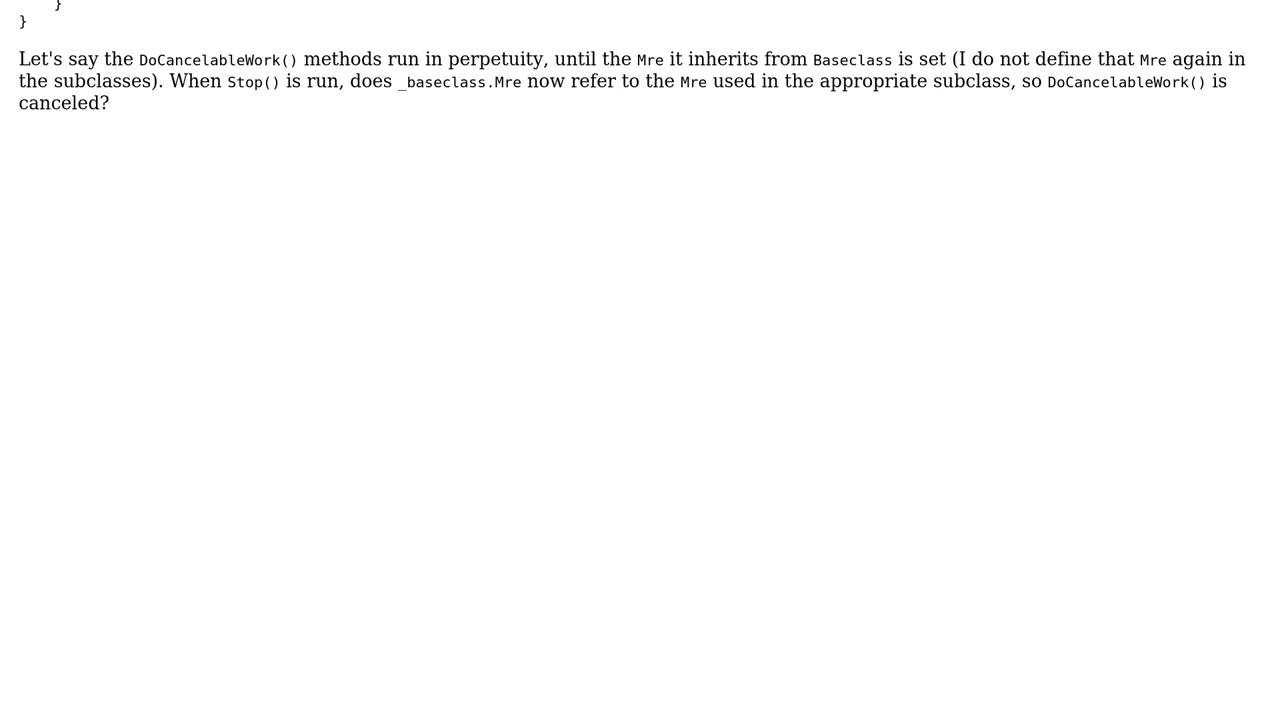 }
}
Let's say the DoCancelableWork() methods run in perpetuity, until the Mre it inherits from Baseclass is set (I do not define that Mre again in
the subclasses). When Stop() is run, does _baseclass.Mre now refer to the Mre used in the appropriate subclass, so DoCancelableWork() is
canceled?